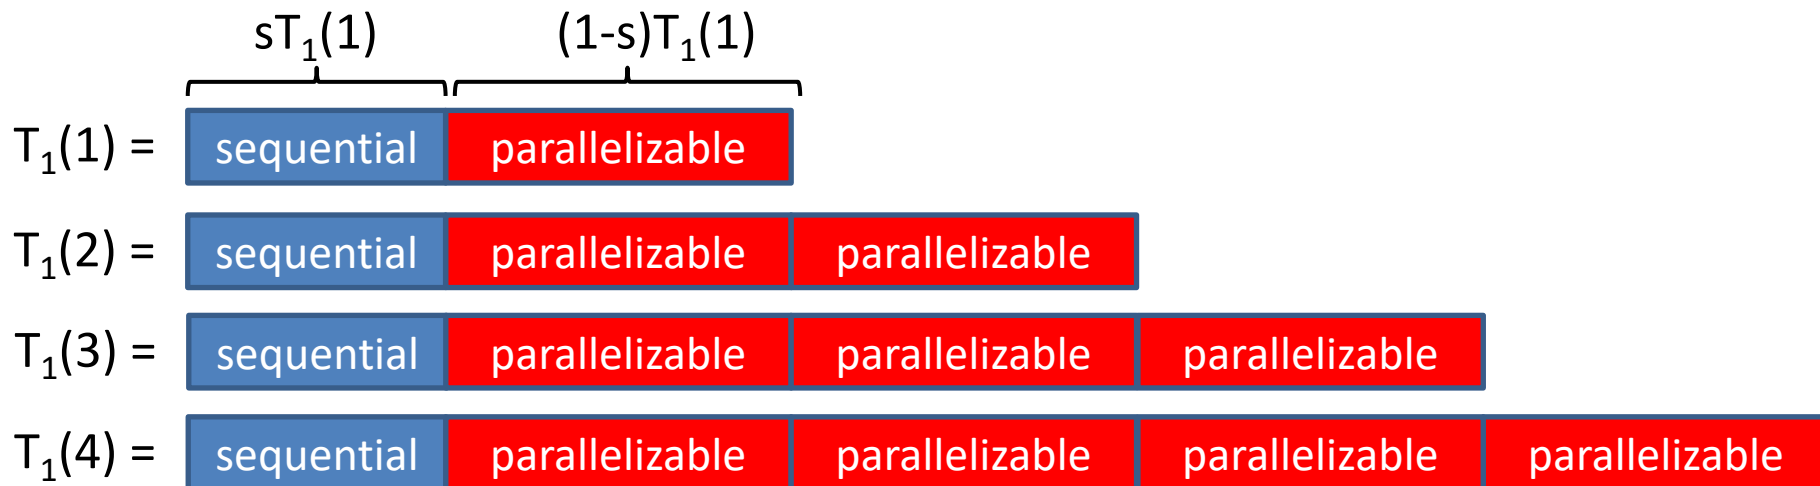 sT₁(1) (1-s)T₁(1)
T₁(1) = sequential parallelizable
T₁(2) = sequential parallelizable parallelizable
T₁(3) = sequential parallelizable parallelizable parallelizable
T₁(4) = sequential parallelizable parallelizable parallelizable parallelizable